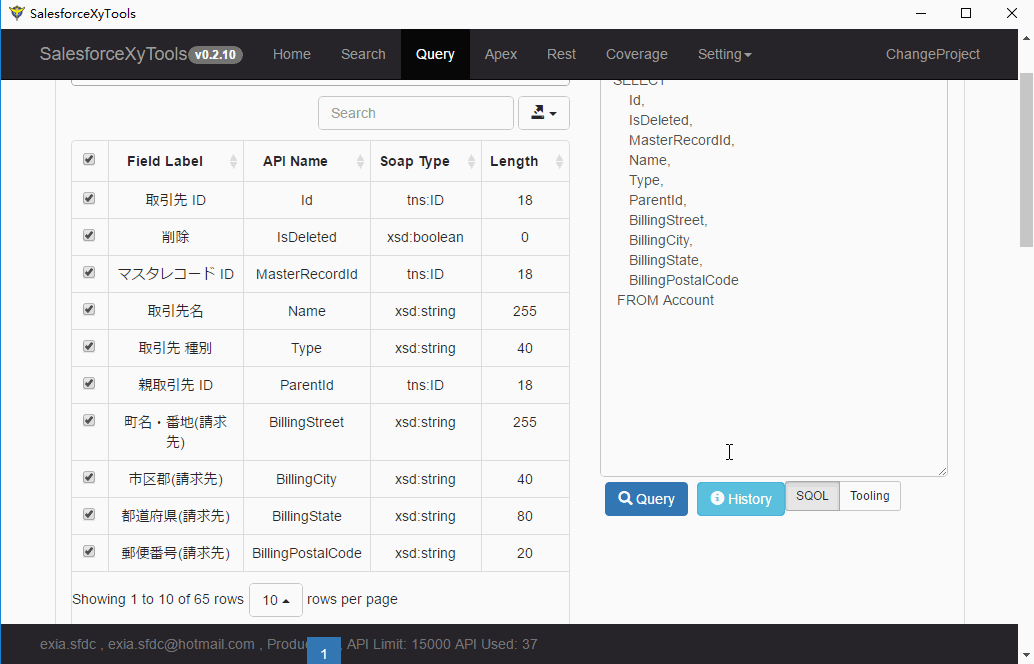 SalesforceXyTools
SalesforceXyTools v0.2.10 Home Search Query Apex Rest Coverage Setting ChangeProject
Search
Field Label API Name Soap Type Length
取引先 ID Id tns:ID 18
削除 IsDeleted xsd:boolean 0
マスタレコード ID MasterRecordId tns:ID 18
取引先名 Name xsd:string 255
取引先 種別 Type xsd:string 40
親取引先 ID ParentId tns:ID 18
町名・番地(請求
先) BillingStreet xsd:string 255
市区郡(請求先) BillingCity xsd:string 40
都道府県(請求先) BillingState xsd:string 80
郵便番号(請求先) BillingPostalCode xsd:string 20
Showing 1 to 10 of 65 rows 10 rows per page
SELECT
Id,
IsDeleted,
MasterRecordId,
Name,
Type,
ParentId,
BillingStreet,
BillingCity,
BillingState,
BillingPostalCode
FROM Account
Query History SQOL Tooling
exia.sfdc , exia.sfdc@hotmail.com , Produc 1 API Limit: 15000 API Used: 37